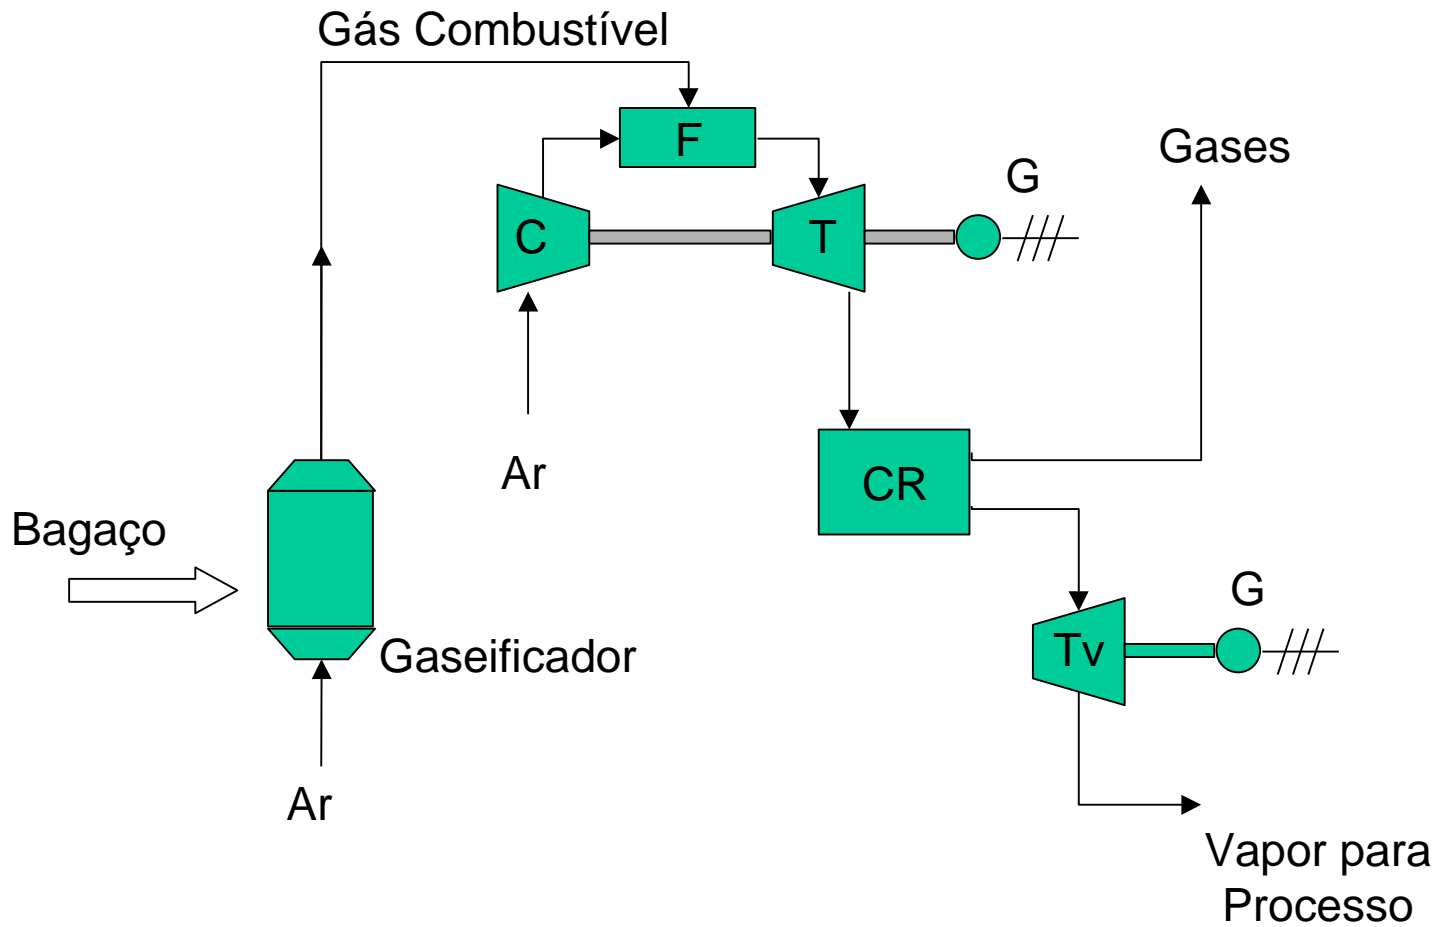 Gás Combustível
F
Gases
G
C
T
Ar
CR
Bagaço
G
Gaseificador
Tv
Ar
Vapor para
Processo